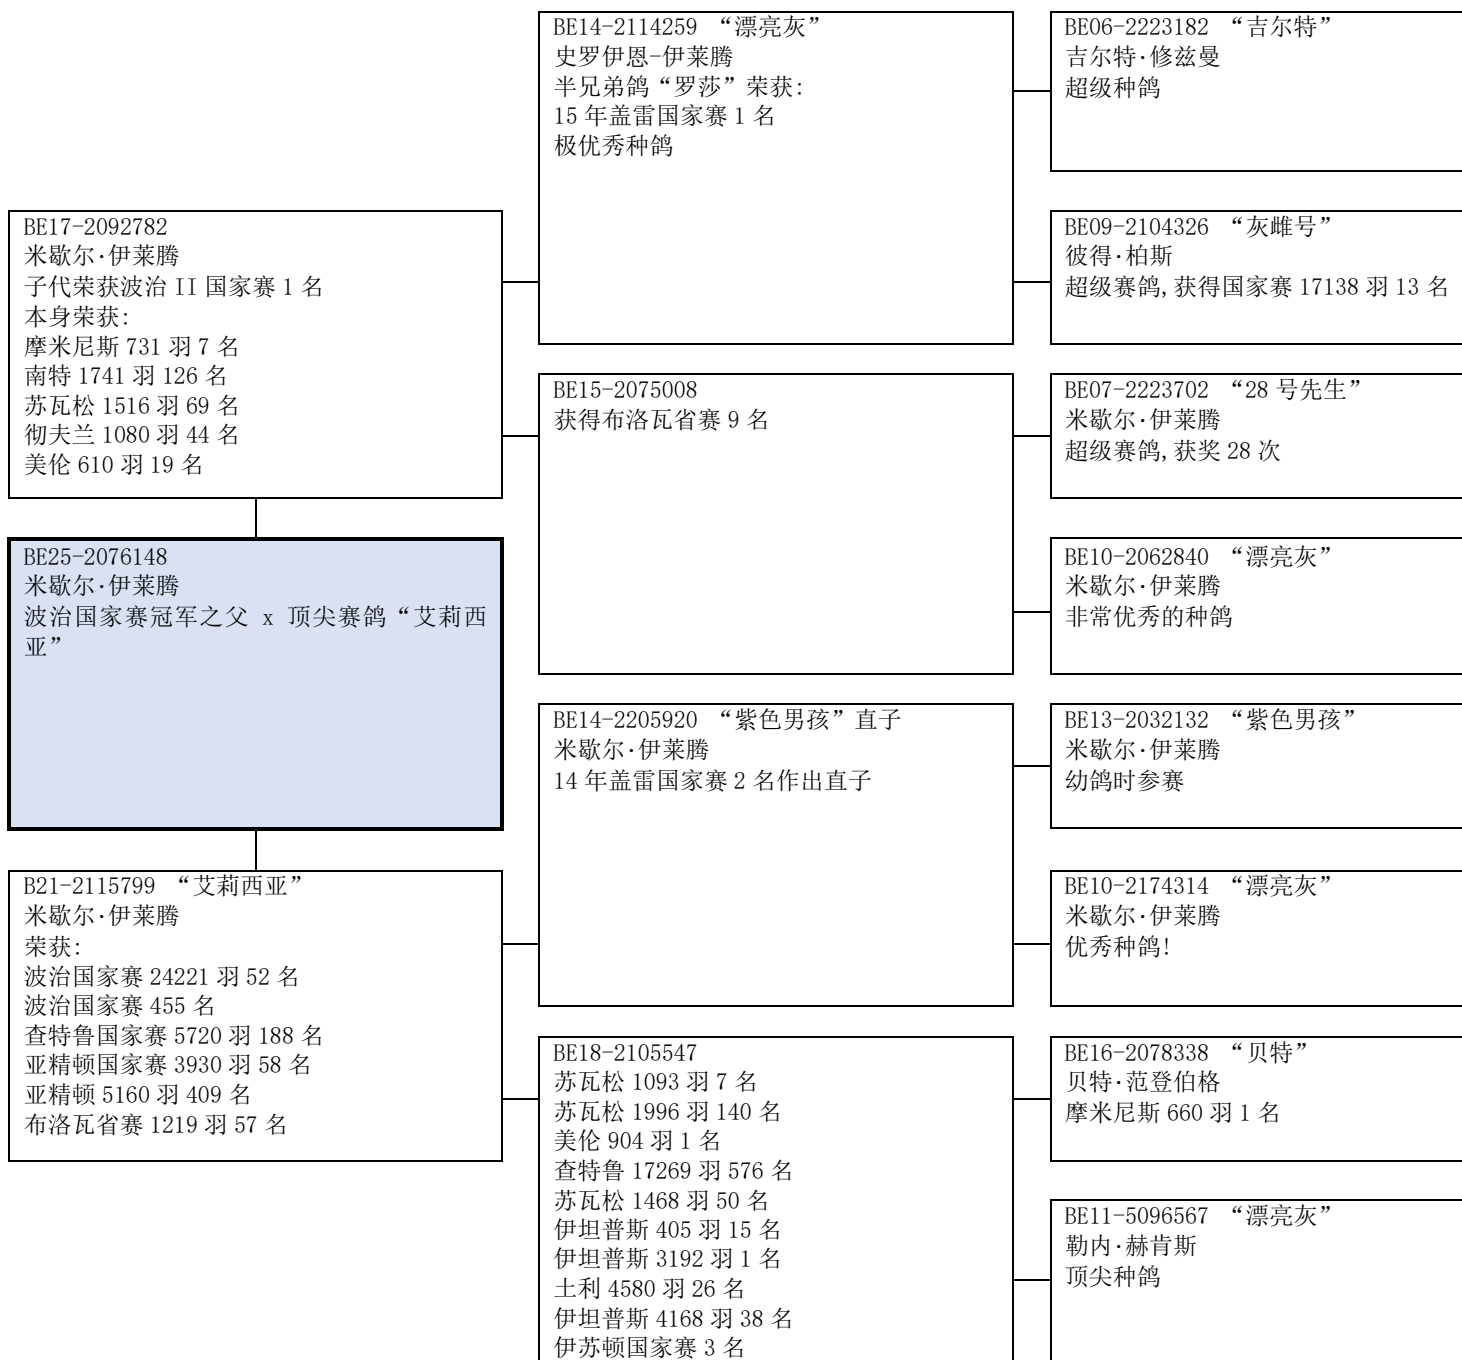 BE14-2114259 “漂亮灰”
史罗伊恩-伊莱腾
半兄弟鸽“罗莎”荣获:
15 年盖雷国家赛 1 名
极优秀种鸽
BE06-2223182 “吉尔特”
吉尔特·修兹曼
超级种鸽
BE17-2092782
米歇尔·伊莱腾
子代荣获波治 II 国家赛 1 名
本身荣获:
摩米尼斯 731 羽 7 名
南特 1741 羽 126 名
苏瓦松 1516 羽 69 名
彻夫兰 1080 羽 44 名
美伦 610 羽 19 名
BE09-2104326 “灰雌号”
彼得·柏斯
超级赛鸽,获得国家赛 17138 羽 13 名
BE15-2075008
获得布洛瓦省赛 9 名
BE07-2223702 “28 号先生”
米歇尔·伊莱腾
超级赛鸽,获奖 28 次
BE25-2076148
米歇尔·伊莱腾
波治国家赛冠军之父 x 顶尖赛鸽“艾莉西
亚”
BE10-2062840 “漂亮灰”
米歇尔·伊莱腾
非常优秀的种鸽
BE14-2205920 “紫色男孩”直子
米歇尔·伊莱腾
14 年盖雷国家赛 2 名作出直子
BE13-2032132 “紫色男孩”
米歇尔·伊莱腾
幼鸽时参赛
B21-2115799 “艾莉西亚”
米歇尔·伊莱腾
荣获:
波治国家赛 24221 羽 52 名
波治国家赛 455 名
查特鲁国家赛 5720 羽 188 名
亚精顿国家赛 3930 羽 58 名
亚精顿 5160 羽 409 名
布洛瓦省赛 1219 羽 57 名
BE10-2174314 “漂亮灰”
米歇尔·伊莱腾
优秀种鸽!
BE18-2105547
苏瓦松 1093 羽 7 名
苏瓦松 1996 羽 140 名
美伦 904 羽 1 名
查特鲁 17269 羽 576 名
苏瓦松 1468 羽 50 名
伊坦普斯 405 羽 15 名
伊坦普斯 3192 羽 1 名
土利 4580 羽 26 名
伊坦普斯 4168 羽 38 名
伊苏顿国家赛 3 名
BE16-2078338 “贝特”
贝特·范登伯格
摩米尼斯 660 羽 1 名
BE11-5096567 “漂亮灰”
勒内·赫肯斯
顶尖种鸽